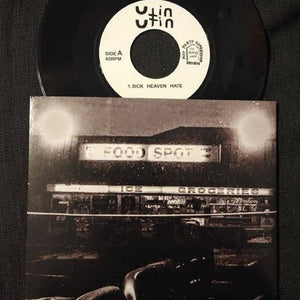 Utin
Utin
SIDE A
45RPM
1.SICK HEAVEN HATE
FOOD SPOT
ICE GROCERIES